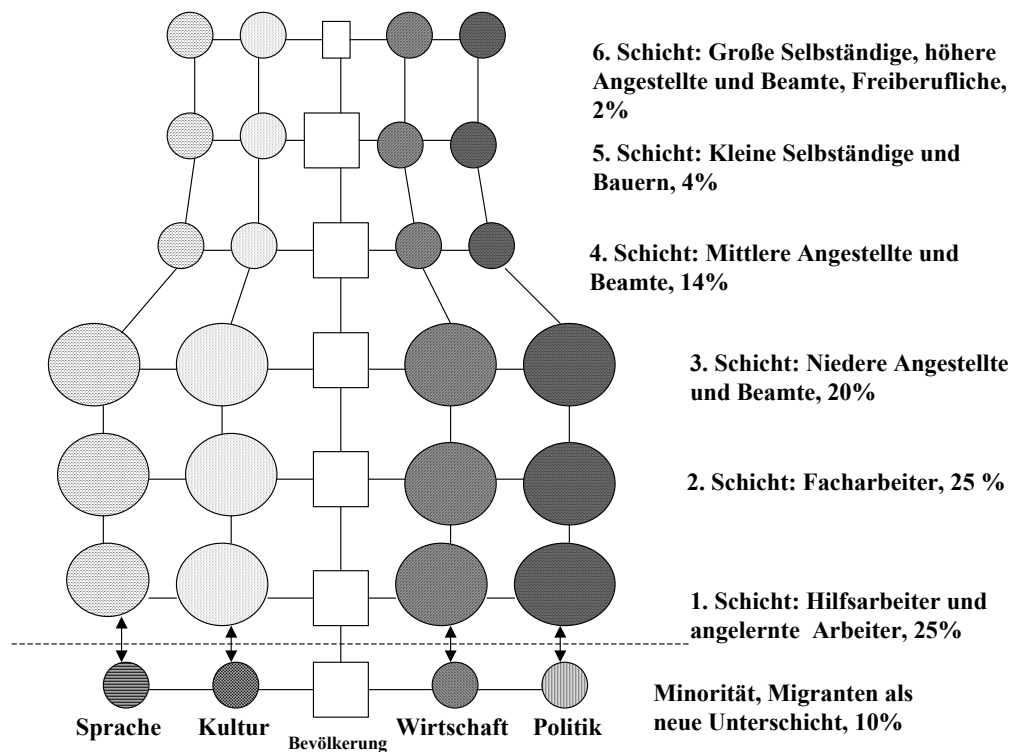 6. Schicht: Große Selbständige, höhere
Angestellte und Beamte, Freiberufliche,
2%
5. Schicht: Kleine Selbständige und
Bauern, 4%
4. Schicht: Mittlere Angestellte und
Beamte, 14%
3. Schicht: Niedere Angestellte
und Beamte, 20%
2. Schicht: Facharbeiter, 25 %
1. Schicht: Hilfsarbeiter und
angelernte Arbeiter, 25%
Minorität, Migranten als
neue Unterschicht, 10%
Sprache Kultur Bevölkerung Wirtschaft Politik